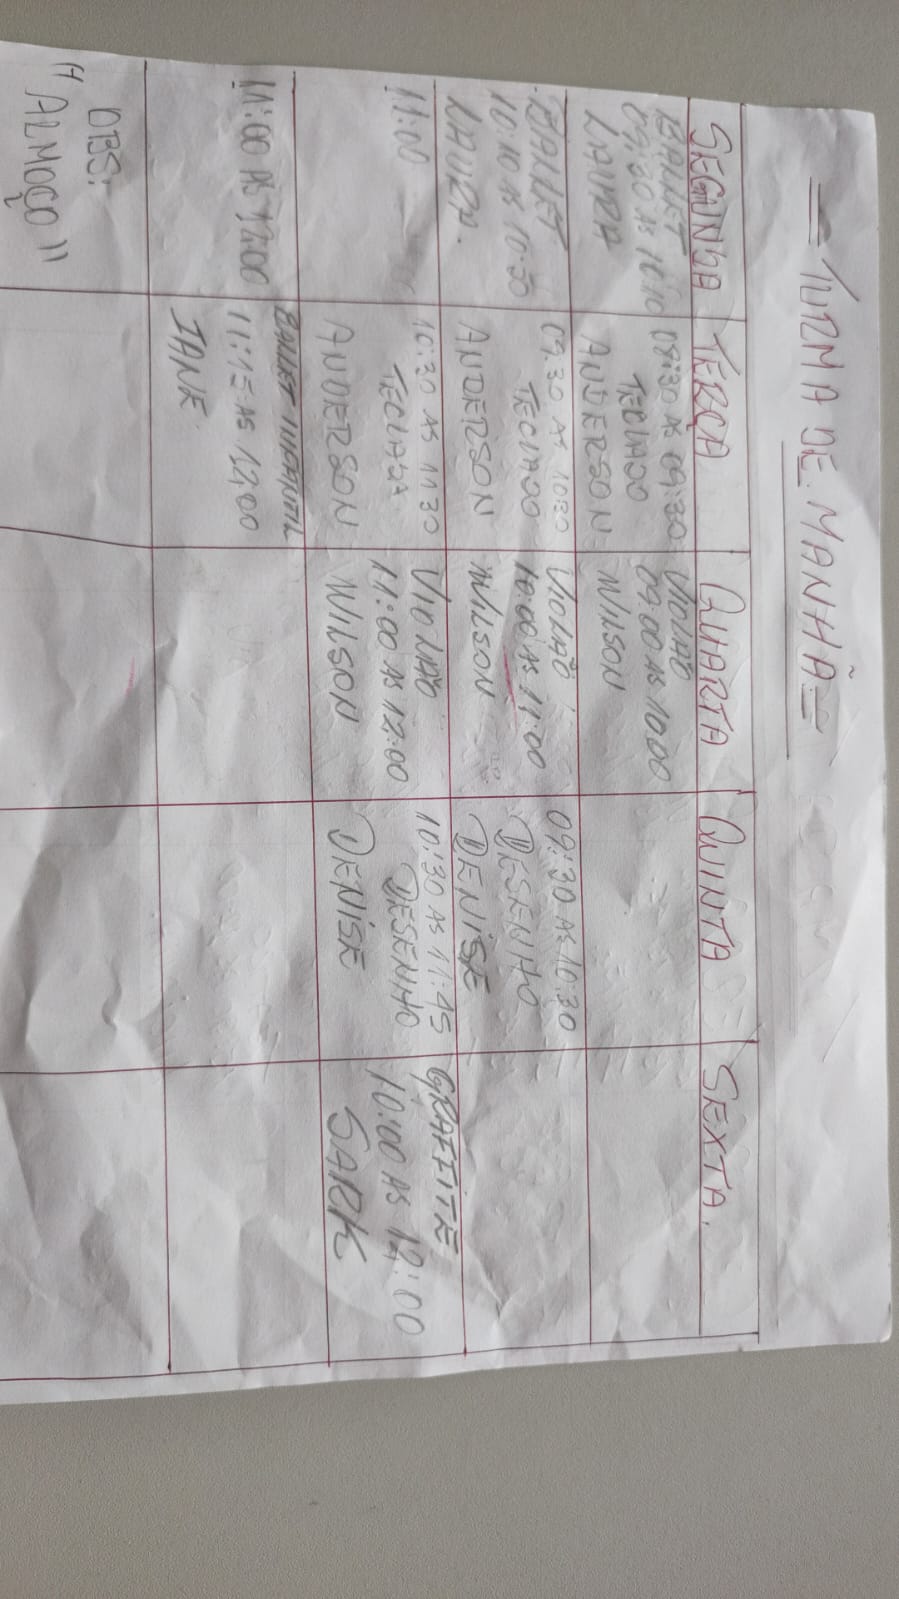 = TURMA DE MANHÃ =
SEGUNDA TERÇA QUARTA QUINTA SEXTA.
BALLET
09:30 AS 10:10
LAURA
08:30 AS 09:30
TECLADO
ANDERSON
VIOLÃO
09:00 AS 10:00
WILSON
BALLET
10:10 AS 10:50
LAURA.
09:30 AS 10:30
TECLADO
ANDERSON
VIOLÃO
10:00 AS 11:00
WILSON
09:30 AS 10:30
DESENHO
DENISE
11:00
10:30 AS 11:30
TECLADO
ANDERSON
VIOLÃO
11:00 AS 12:00
WILSON
10:30 AS 11:45
DESENHO
DENISE
GRAFFITE
10:00 AS 12:00
SARK
11:00 AS 12:00
BALLET INFANTIL
11:15 AS 12:00
IANE
OBS:
"ALMOÇO"